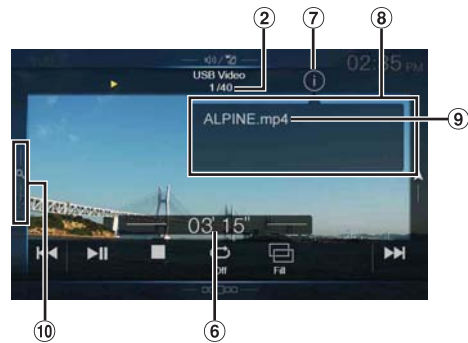 ② ⑦ ⑧
02:35 PM
USB Video
1/40
ALPINE.mp4 ⑨
03' 15"
Off Fill
⑩ ⑥